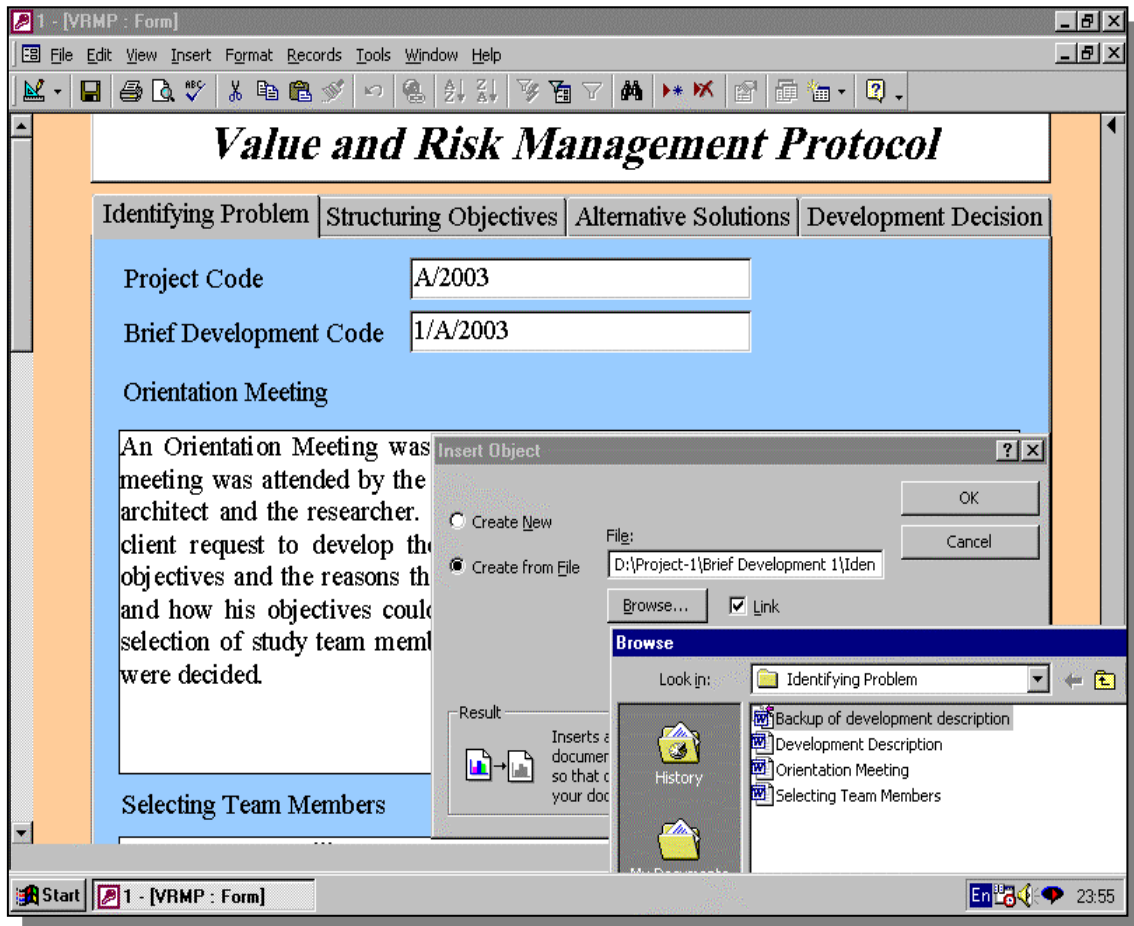 1 - [VRMP : Form]
File Edit View Insert Format Records Tools Window Help
Value and Risk Management Protocol
Identifying Problem Structuring Objectives Alternative Solutions Development Decision
Project Code A/2003
Brief Development Code 1/A/2003
Orientation Meeting
An Orientation Meeting was
meeting was attended by the
architect and the researcher.
client request to develop the
objectives and the reasons th
and how his objectives could
selection of study team memb
were decided.
Selecting Team Members
Insert Object
Create New
Create from File
File:
D:\Project-1\Brief Development 1\Iden
Browse... Link
OK
Cancel
Result
Inserts a
documen
so that c
your doc
Browse
Look in: Identifying Problem
History
My Documents
Backup of development description
Development Description
Orientation Meeting
Selecting Team Members
Start 1 - [VRMP : Form] En 23:55